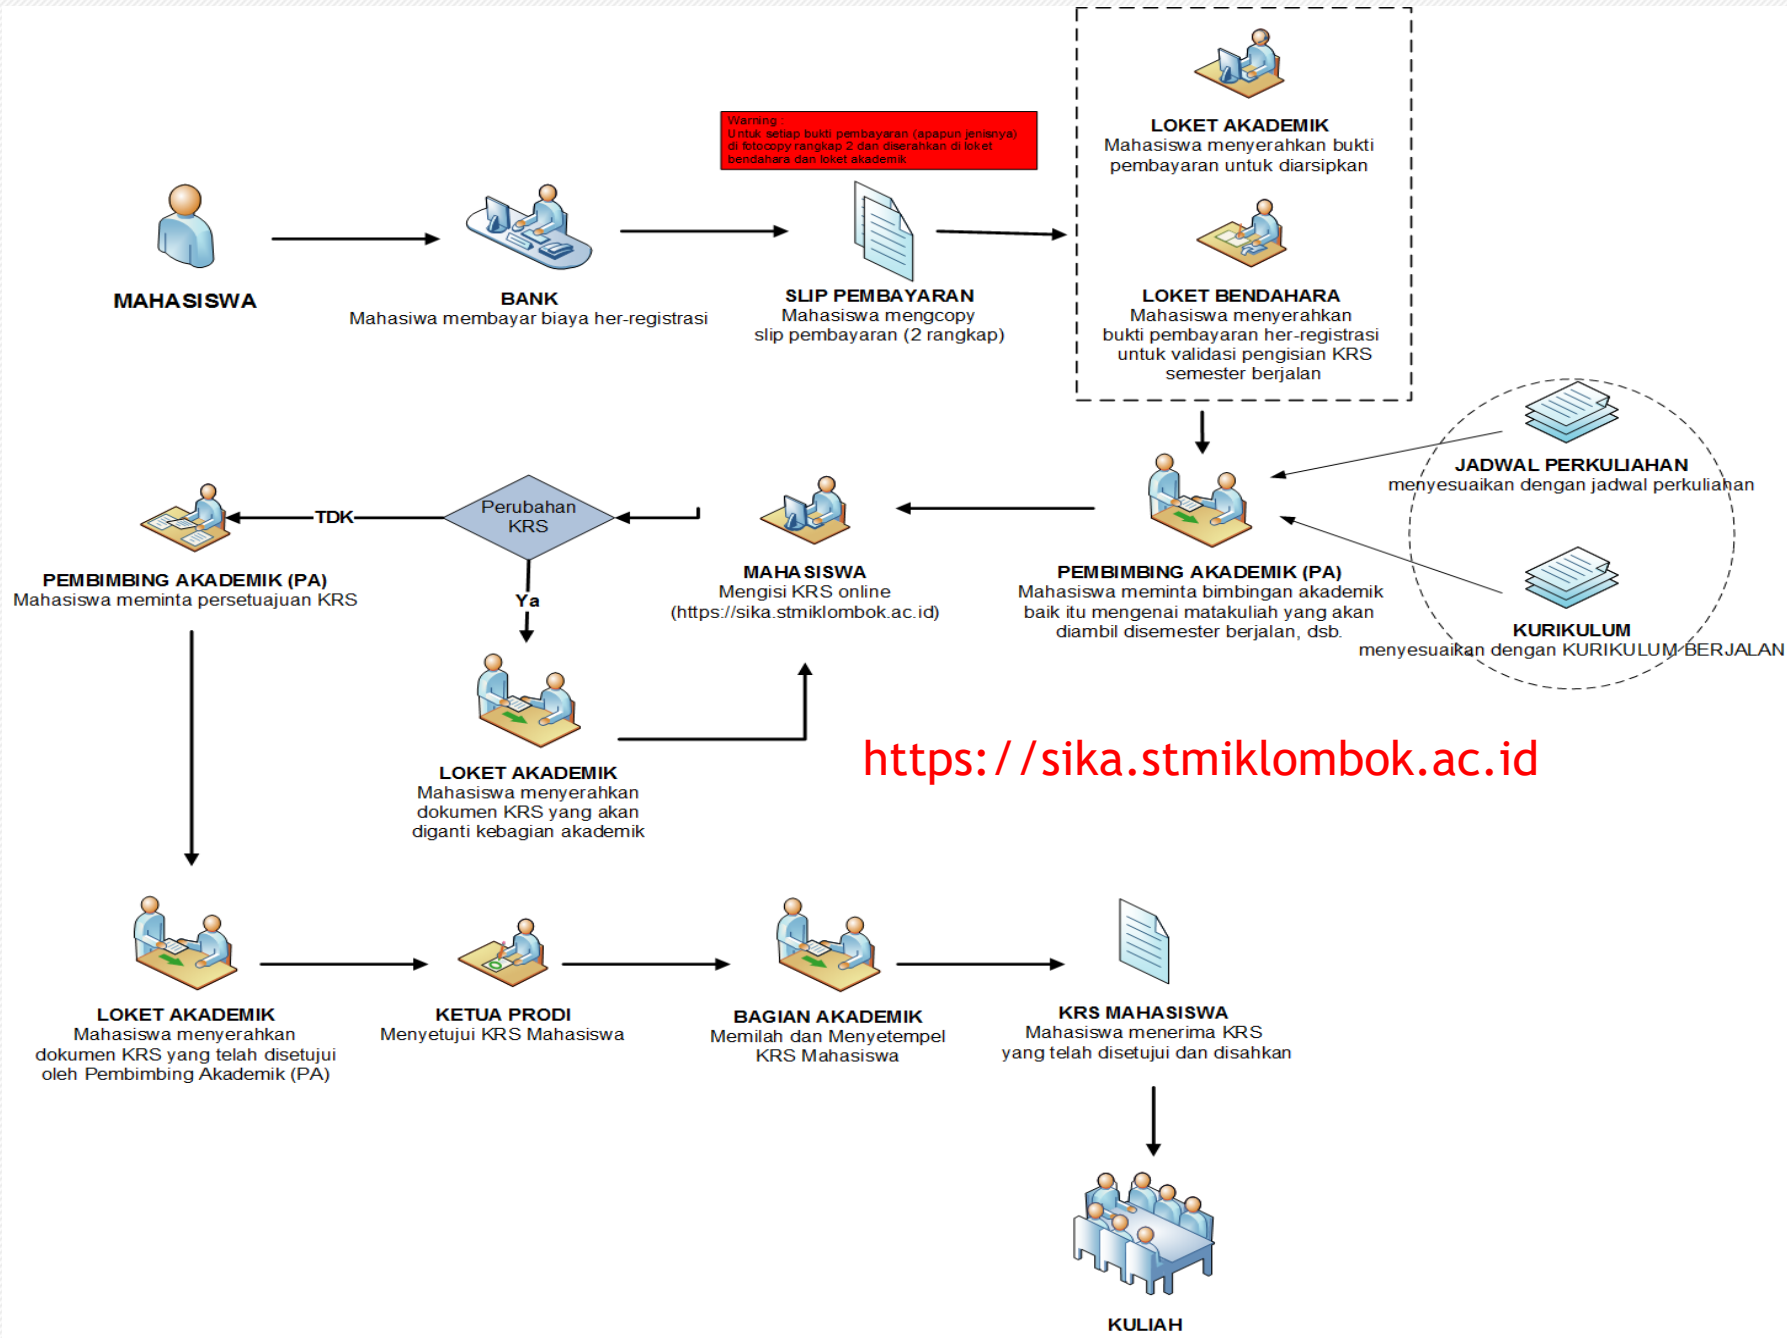 LOKET AKADEMIK
Mahasiswa menyerahkan bukti
pembayaran untuk diarsipkan
Warning :
Untuk setiap bukti pembayaran (apapun jenisnya)
di fotocopy rangkap 2 dan diserahkan di loket
bendahara dan loket akademik
MAHASISWA
BANK
Mahasiwa membayar biaya her-registrasi
SLIP PEMBAYARAN
Mahasiswa mengcopy
slip pembayaran (2 rangkap)
LOKET BENDAHARA
Mahasiswa menyerahkan
bukti pembayaran her-registrasi
untuk validasi pengisian KRS
semester berjalan
JADWAL PERKULIAHAN
menyesuaikan dengan jadwal perkuliahan
KURIKULUM
menyesuaikan dengan KURIKULUM BERJALAN
PEMBIMBING AKADEMIK (PA)
Mahasiswa meminta bimbingan akademik
baik itu mengenai matakuliah yang akan
diambil disemester berjalan, dsb.
MAHASISWA
Mengisi KRS online
(https://sika.stmiklombok.ac.id)
Perubahan
KRS
TDK
Ya
PEMBIMBING AKADEMIK (PA)
Mahasiswa meminta persetuajuan KRS
LOKET AKADEMIK
Mahasiswa menyerahkan
dokumen KRS yang akan
diganti kebagian akademik
https://sika.stmiklombok.ac.id
LOKET AKADEMIK
Mahasiswa menyerahkan
dokumen KRS yang telah disetujui
oleh Pembimbing Akademik (PA)
KETUA PRODI
Menyetujui KRS Mahasiswa
BAGIAN AKADEMIK
Memilah dan Menyetempel
KRS Mahasiswa
KRS MAHASISWA
Mahasiswa menerima KRS
yang telah disetujui dan disahkan
KULIAH